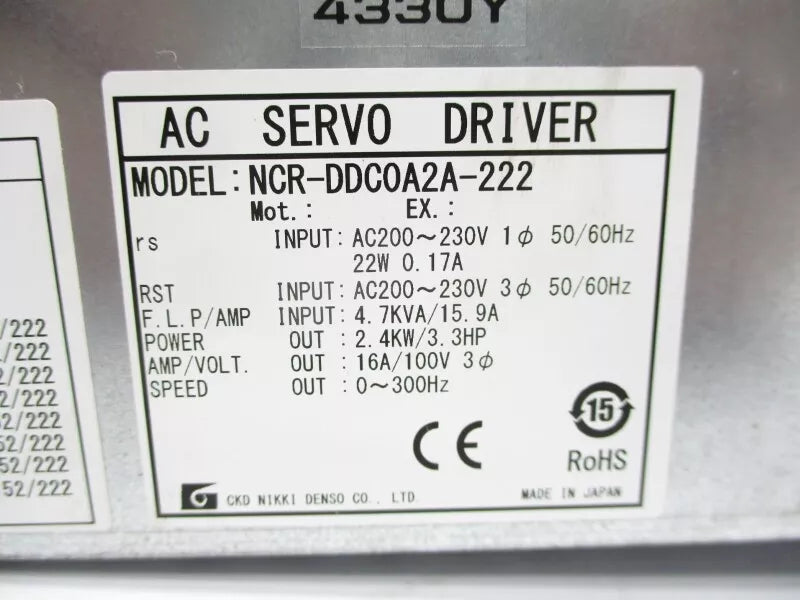 4330Y
AC SERVO DRIVER
MODEL: NCR-DDC0A2A-222
Mot.: EX.:
rs INPUT: AC200～230V 1φ 50/60Hz
22W 0.17A
RST INPUT: AC200～230V 3φ 50/60Hz
F.L.P/AMP INPUT: 4.7KVA/15.9A
POWER OUT : 2.4KW/3.3HP
AMP/VOLT. OUT : 16A/100V 3φ
SPEED OUT : 0～300Hz
15
CE
RoHS
CKD NIKKI DENSO CO., LTD.
MADE IN JAPAN
/222
/222
2/222
2/222
52/222
52/222
52/222
52/222